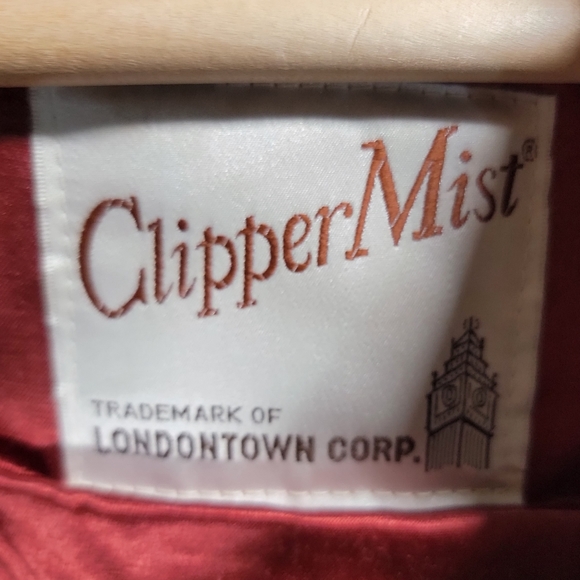 ClipperMist®
TRADEMARK OF
LONDONTOWN CORP.